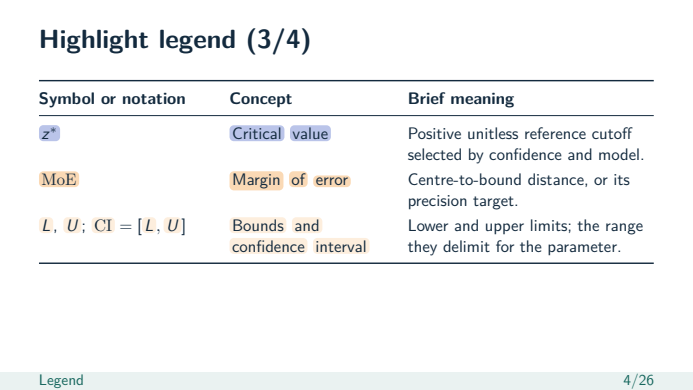 Highlight legend (3/4)
Symbol or notation Concept Brief meaning
z* Critical value Positive unitless reference cutoff
selected by confidence and model.
MoE Margin of error Centre-to-bound distance, or its
precision target.
L, U; CI = [L, U] Bounds and Lower and upper limits; the range
confidence interval they delimit for the parameter.
Legend 4/26